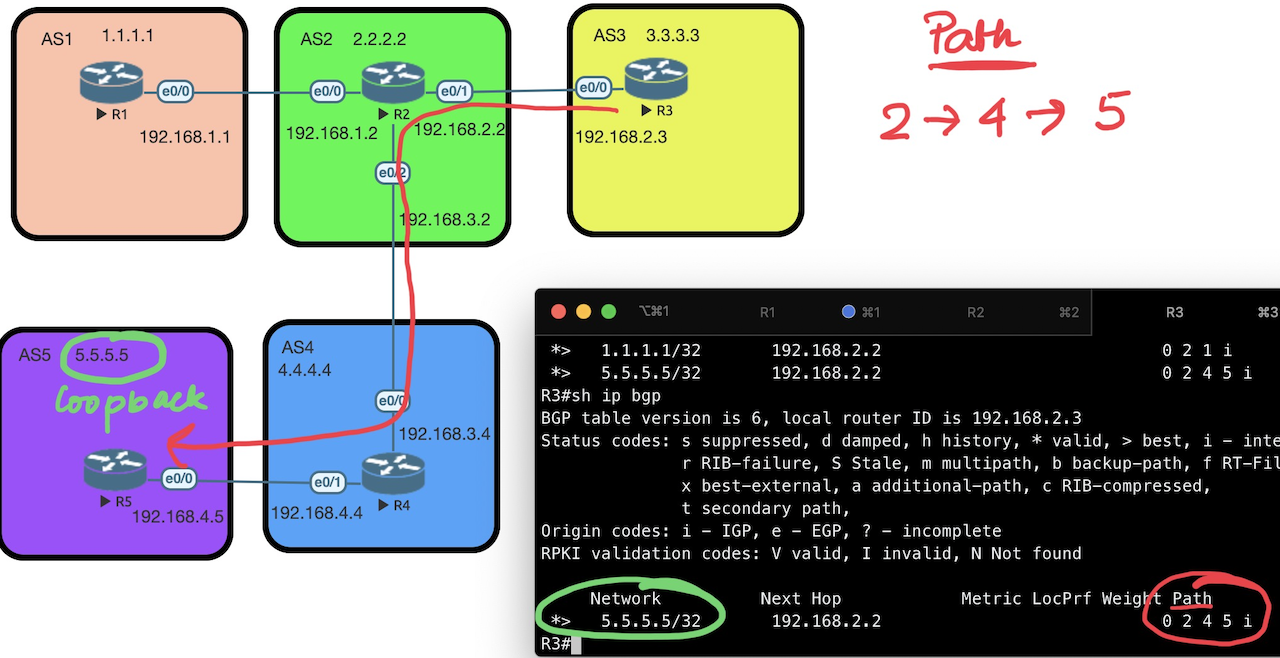 AS1 1.1.1.1
AS2 2.2.2.2
AS3 3.3.3.3
Path
2 → 4 → 5
e0/0
e0/0
e0/1
e0/0
R1
R2
R3
192.168.1.1
192.168.1.2
192.168.2.2
192.168.2.3
e0/2
192.168.3.2
AS5 5.5.5.5
Loopback
AS4
4.4.4.4
e0/0
192.168.3.4
e0/0
e0/1
R5
R4
192.168.4.5
192.168.4.4
⌥⌘1 R1 ⌘1 R2 ⌘2 R3 ⌘3
*> 1.1.1.1/32 192.168.2.2 0 2 1 i
*> 5.5.5.5/32 192.168.2.2 0 2 4 5 i
R3#sh ip bgp
BGP table version is 6, local router ID is 192.168.2.3
Status codes: s suppressed, d damped, h history, * valid, > best, i - inte
r RIB-failure, S Stale, m multipath, b backup-path, f RT-Fil
x best-external, a additional-path, c RIB-compressed,
t secondary path,
Origin codes: i - IGP, e - EGP, ? - incomplete
RPKI validation codes: V valid, I invalid, N Not found
Network Next Hop Metric LocPrf Weight Path
*> 5.5.5.5/32 192.168.2.2 0 2 4 5 i
R3#